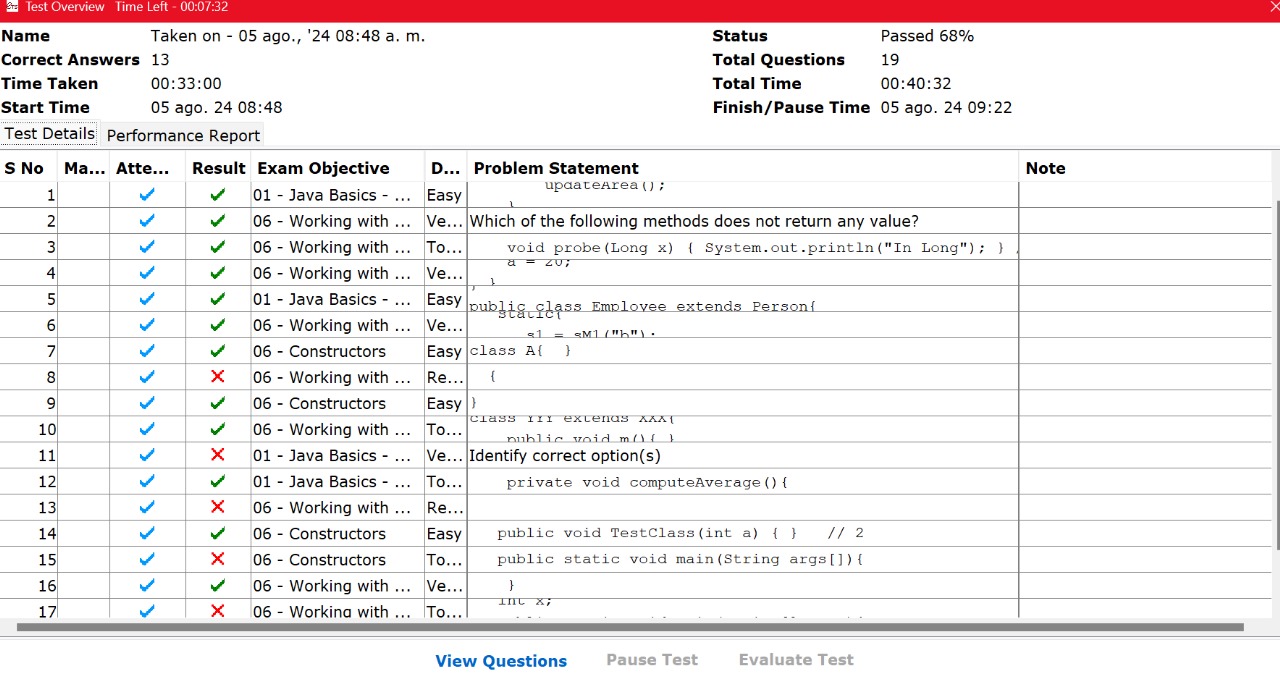 Test Overview Time Left - 00:07:32
Name Taken on - 05 ago., '24 08:48 a. m. Status Passed 68%
Correct Answers 13 Total Questions 19
Time Taken 00:33:00 Total Time 00:40:32
Start Time 05 ago. 24 08:48 Finish/Pause Time 05 ago. 24 09:22
Test Details Performance Report
S No Ma... Atte... Result Exam Objective D... Problem Statement Note
1 01 - Java Basics - ... Easy updateArea();
}
2 06 - Working with ... Ve... Which of the following methods does not return any value?
3 06 - Working with ... To... void probe(Long x) { System.out.println("In Long"); }
4 06 - Working with ... Ve... a = 20;
} }
5 01 - Java Basics - ... Easy public class Employee extends Person{
6 06 - Working with ... Ve... static{
s1 = sM1("b");
7 06 - Constructors Easy class A{ }
8 06 - Working with ... Re... {
9 06 - Constructors Easy }
10 06 - Working with ... To... class YYY extends XXX{
public void m(){ }
11 01 - Java Basics - ... Ve... Identify correct option(s)
12 01 - Java Basics - ... To... private void computeAverage(){
13 06 - Working with ... Re...
14 06 - Constructors Easy public void TestClass(int a) { } // 2
15 06 - Constructors To... public static void main(String args[]){
16 06 - Working with ... Ve... }
17 06 - Working with ... To... int x;
View Questions Pause Test Evaluate Test